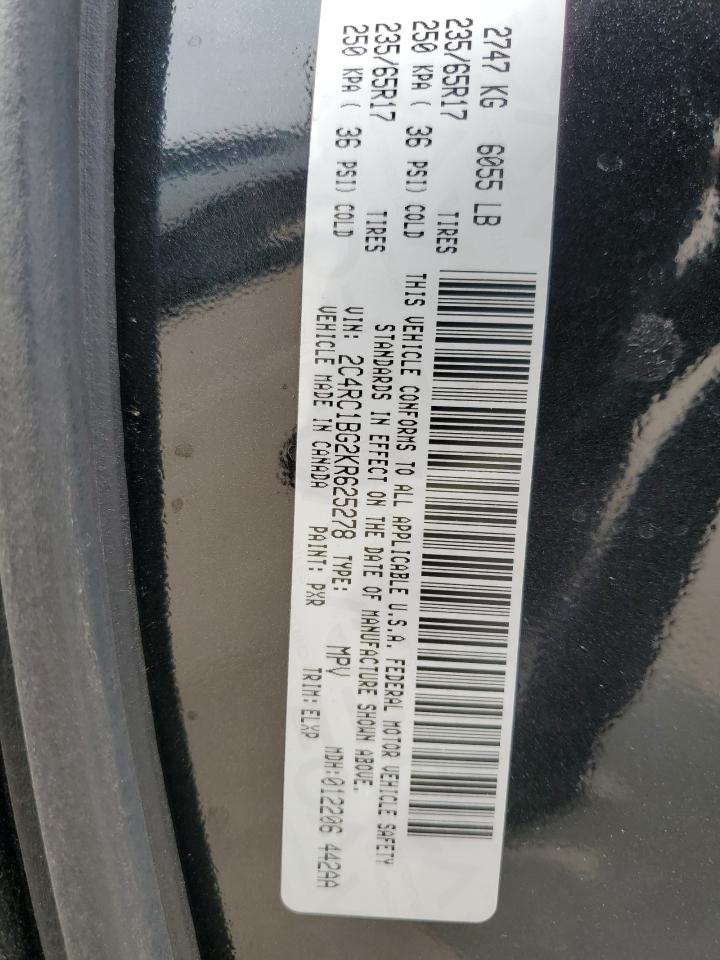 2747 KG 6055 LB
235/65R17 TIRES
250 KPA ( 36 PSI) COLD
235/65R17 TIRES
250 KPA ( 36 PSI) COLD
THIS VEHICLE CONFORMS TO ALL APPLICABLE U.S.A. FEDERAL MOTOR VEHICLE SAFETY
STANDARDS IN EFFECT ON THE DATE OF MANUFACTURE SHOWN ABOVE.
VIN: 2C4RC1BG2KR625278 TYPE: MPV MDH:012206 442AA
VEHICLE MADE IN CANADA PAINT: PXR TRIM:ELXP